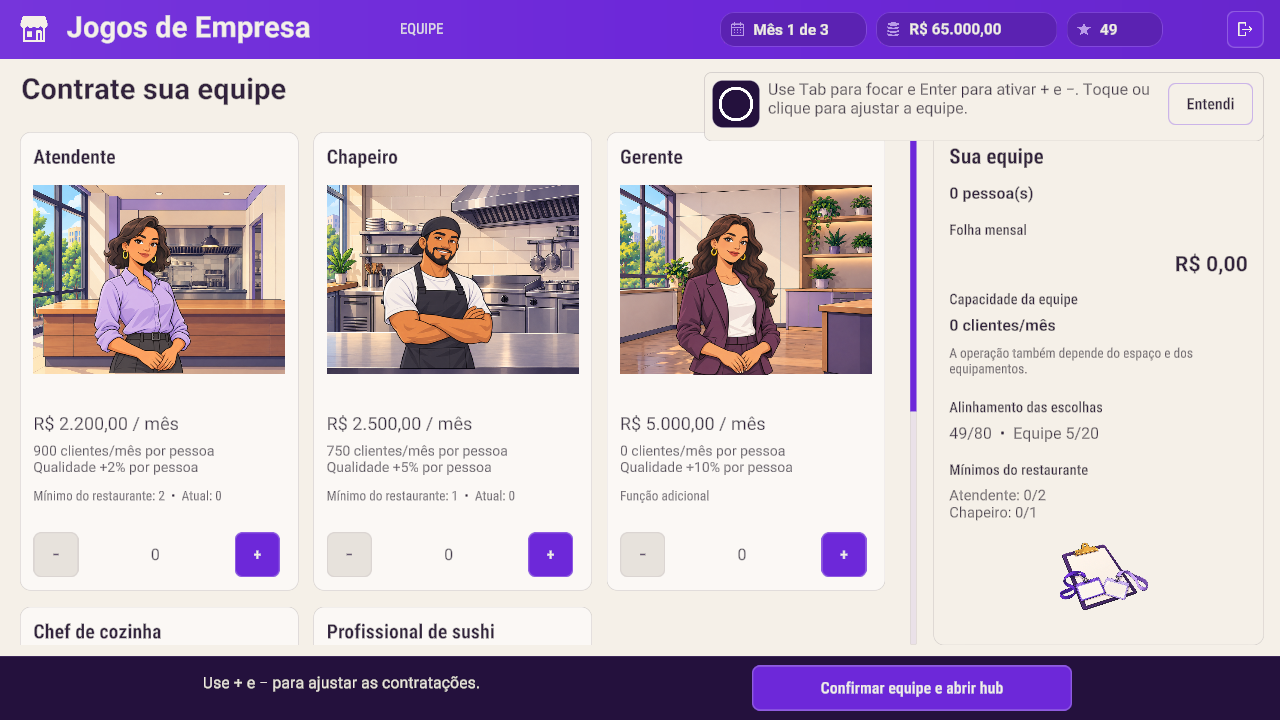 Jogos de Empresa
EQUIPE
Mês 1 de 3
R$ 65.000,00
49
Contrate sua equipe
Use Tab para focar e Enter para ativar + e −. Toque ou
clique para ajustar a equipe.
Entendi
Atendente
R$ 2.200,00 / mês
900 clientes/mês por pessoa
Qualidade +2% por pessoa
Mínimo do restaurante: 2 • Atual: 0
−
0
+
Chapeiro
R$ 2.500,00 / mês
750 clientes/mês por pessoa
Qualidade +5% por pessoa
Mínimo do restaurante: 1 • Atual: 0
−
0
+
Gerente
R$ 5.000,00 / mês
0 clientes/mês por pessoa
Qualidade +10% por pessoa
Função adicional
−
0
+
Chef de cozinha
Profissional de sushi
Sua equipe
0 pessoa(s)
Folha mensal
R$ 0,00
Capacidade da equipe
0 clientes/mês
A operação também depende do espaço e dos
equipamentos.
Alinhamento das escolhas
49/80 • Equipe 5/20
Mínimos do restaurante
Atendente: 0/2
Chapeiro: 0/1
Use + e − para ajustar as contratações.
Confirmar equipe e abrir hub